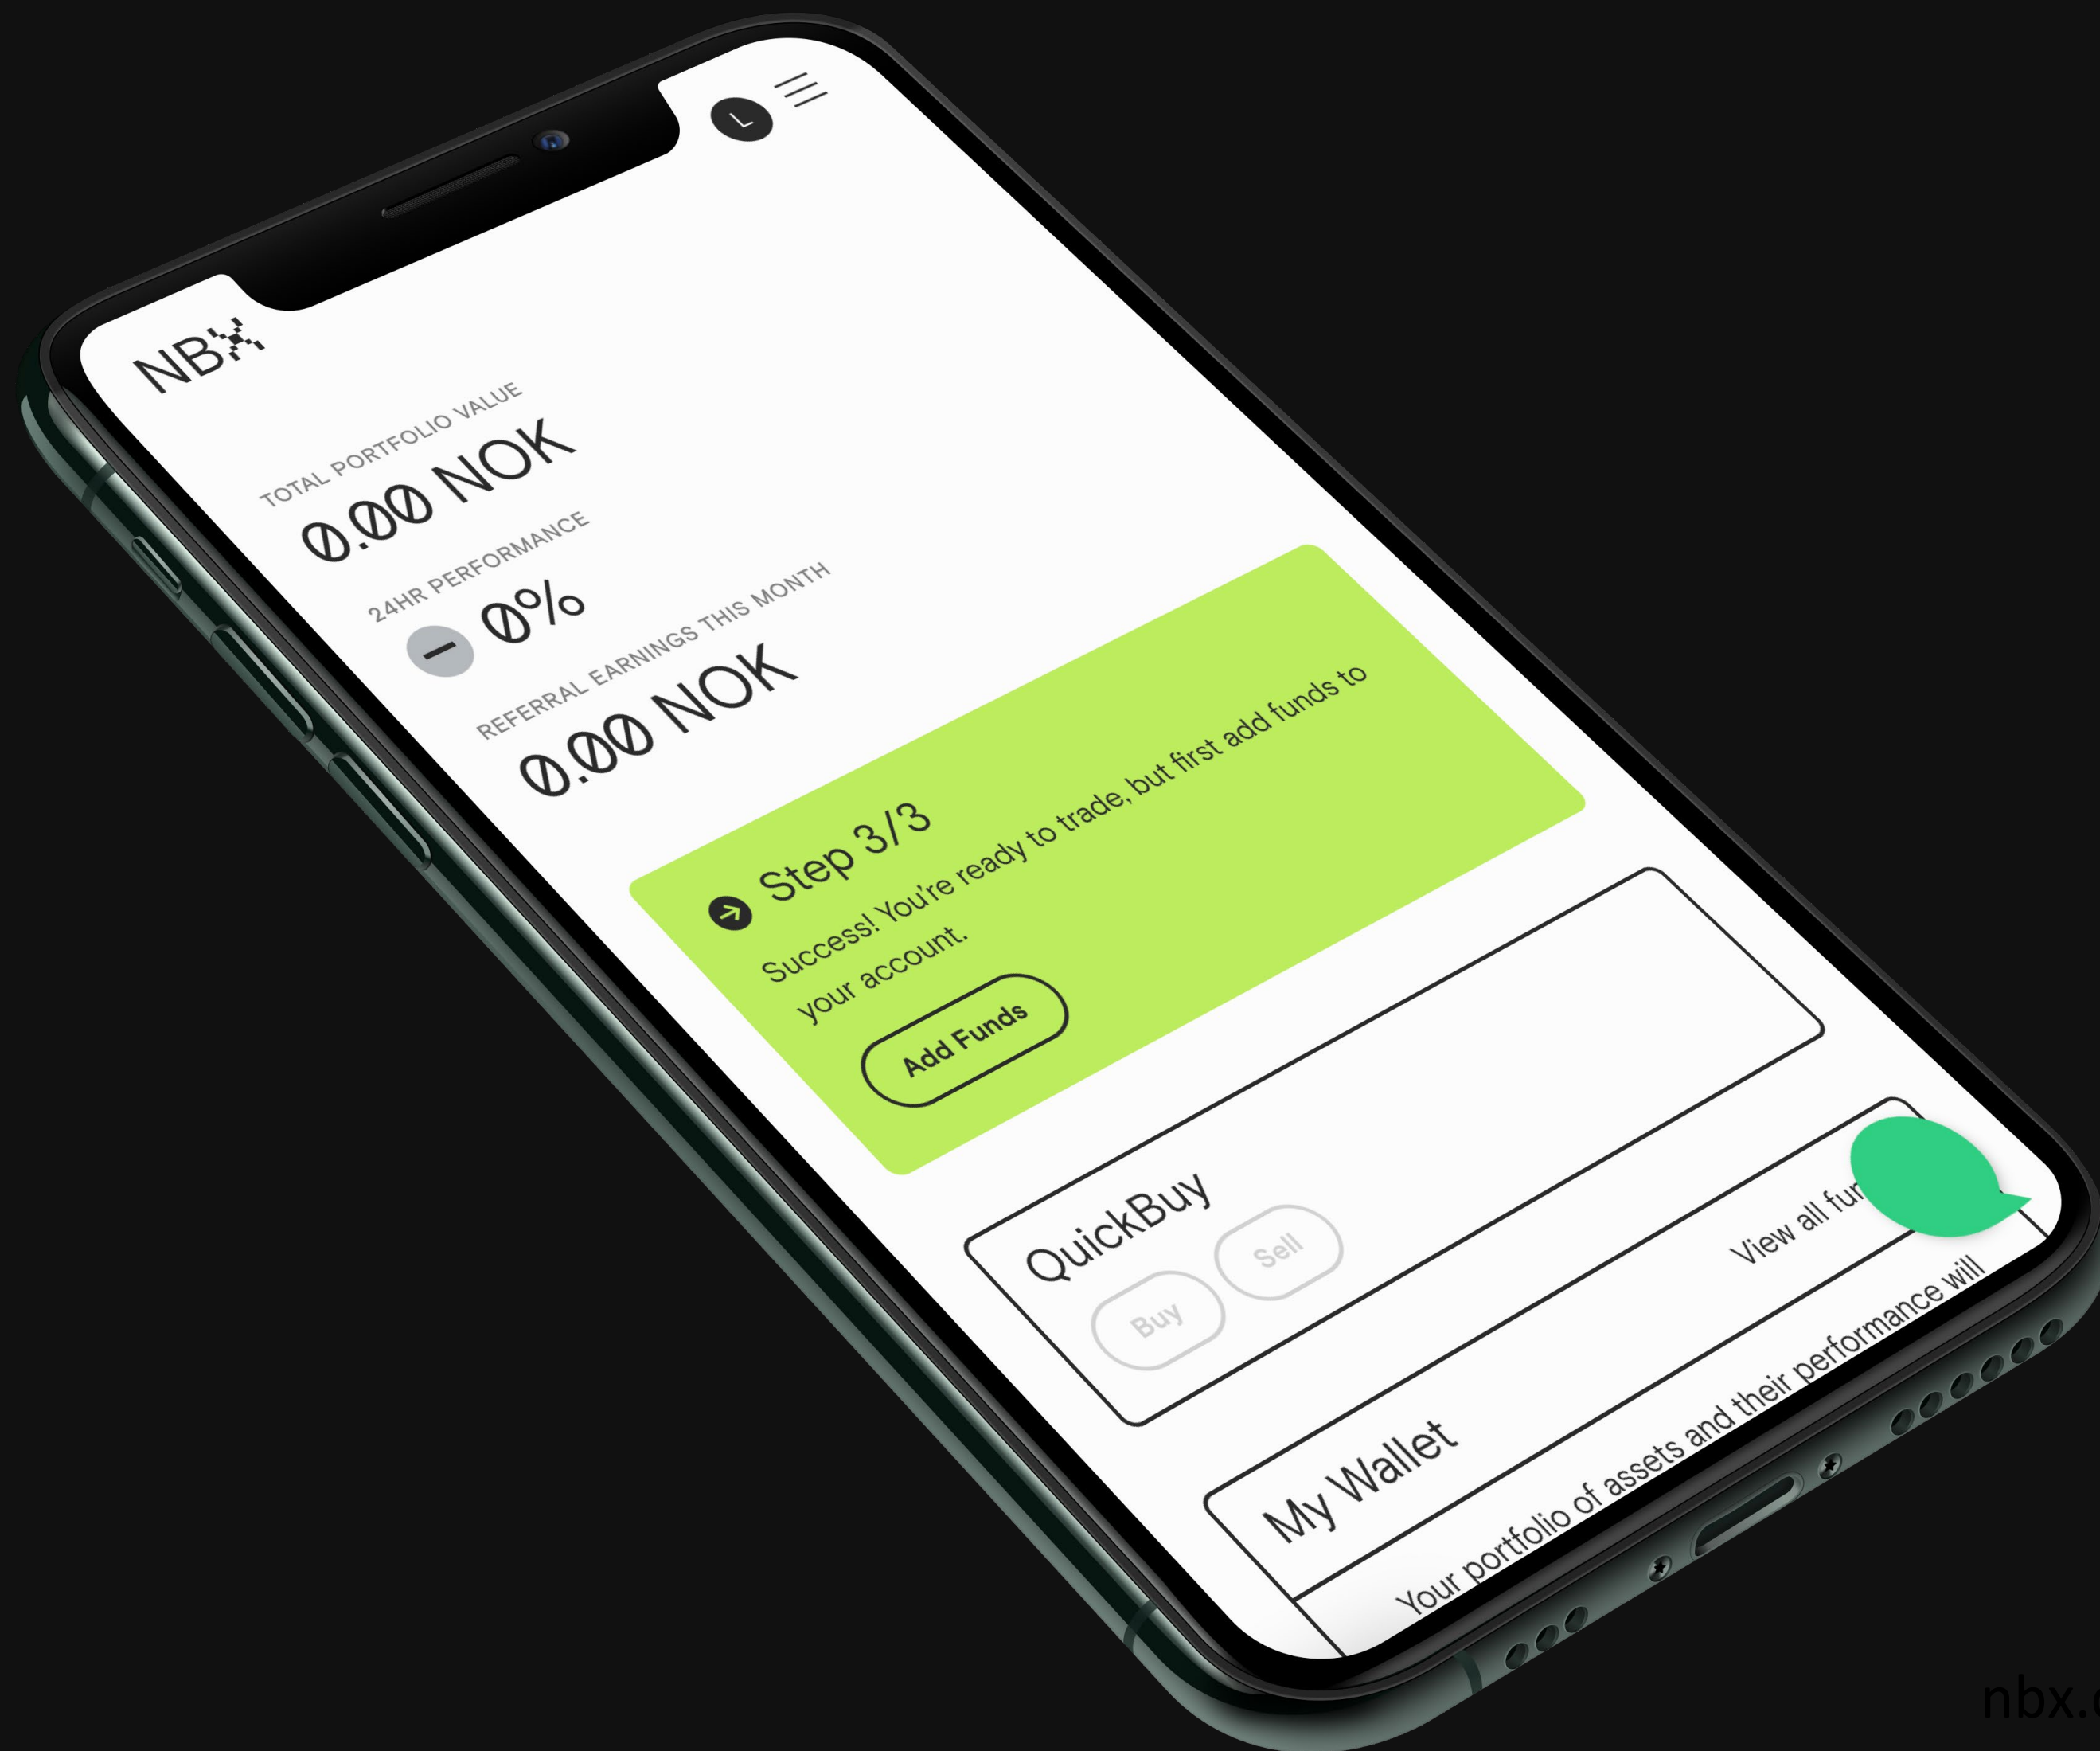 L
NBX
TOTAL PORTFOLIO VALUE
0.00 NOK
24HR PERFORMANCE
0%
REFERRAL EARNINGS THIS MONTH
0.00 NOK
Step 3/3
Success! You're ready to trade, but first add funds to
your account.
Add Funds
QuickBuy
Buy Sell
My Wallet
View all
Your portfolio of assets and their performance will
nbx.